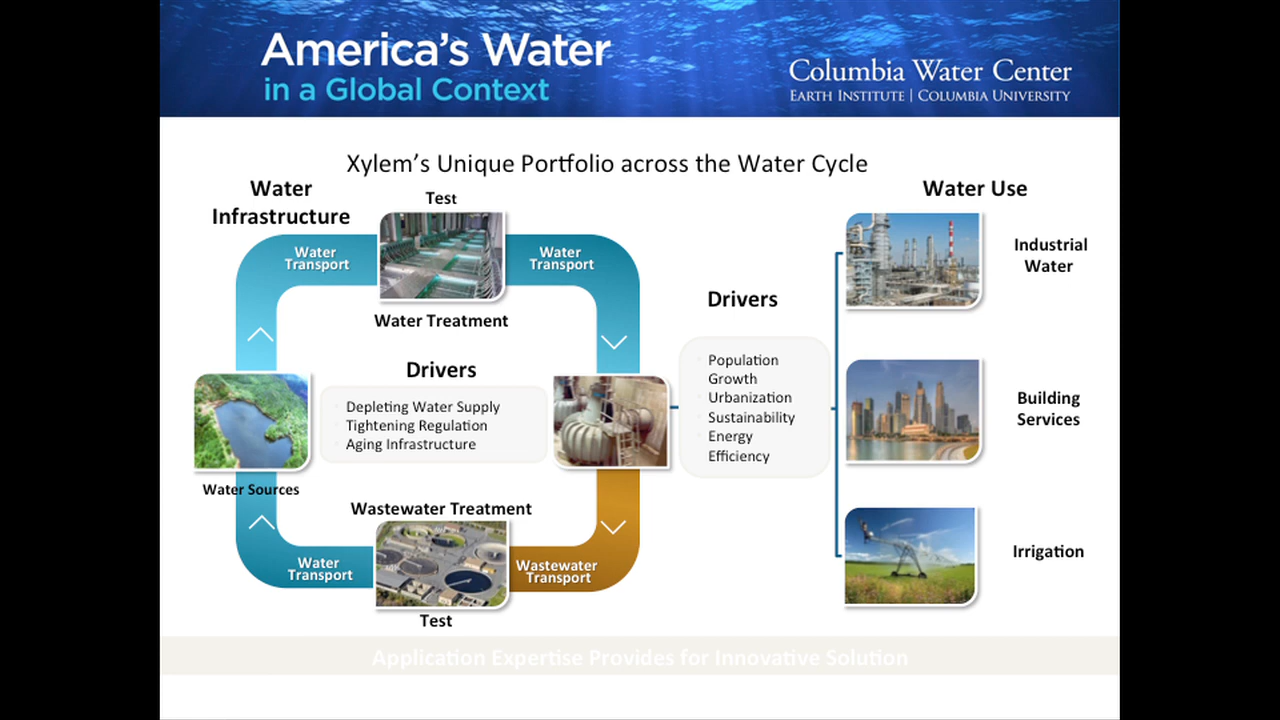 America's Water
in a Global Context
Columbia Water Center
EARTH INSTITUTE | COLUMBIA UNIVERSITY
Xylem's Unique Portfolio across the Water Cycle
Water
Infrastructure
Test
Water
Transport
Water
Transport
Water Treatment
Drivers
Depleting Water Supply
Tightening Regulation
Aging Infrastructure
Water Sources
Wastewater Treatment
Water
Transport
Wastewater
Transport
Test
Drivers
Population
Growth
Urbanization
Sustainability
Energy
Efficiency
Water Use
Industrial
Water
Building
Services
Irrigation
Application Expertise Provides for Innovative Solution